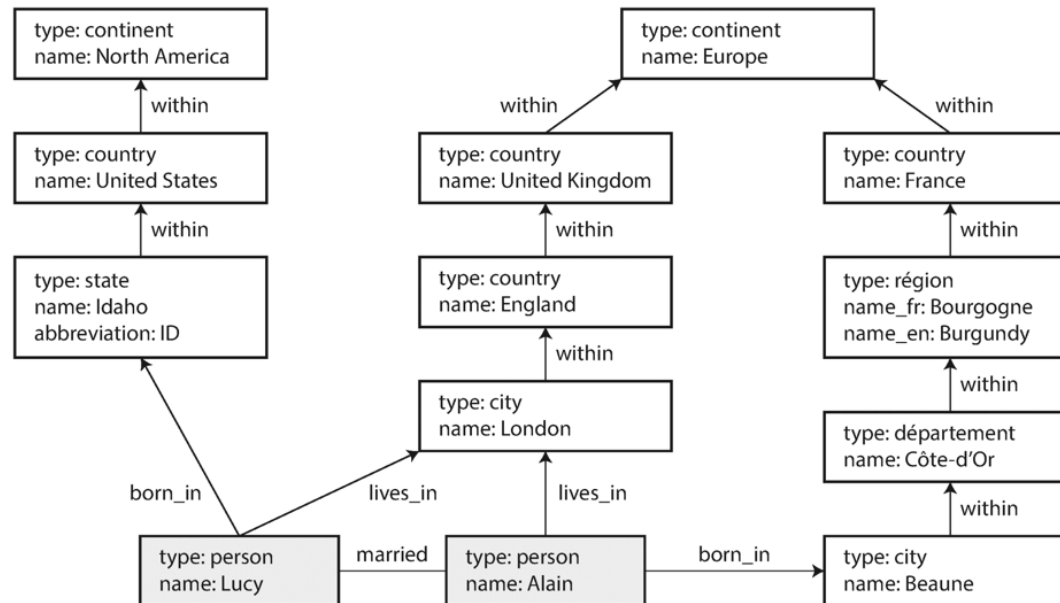 type: continent
name: North America
type: continent
name: Europe
within
within
within
type: country
name: United States
type: country
name: United Kingdom
type: country
name: France
within
within
within
type: state
name: Idaho
abbreviation: ID
type: country
name: England
type: région
name_fr: Bourgogne
name_en: Burgundy
within
within
type: city
name: London
type: département
name: Côte-d'Or
born_in
lives_in
lives_in
within
type: person
name: Lucy
married
type: person
name: Alain
born_in
type: city
name: Beaune